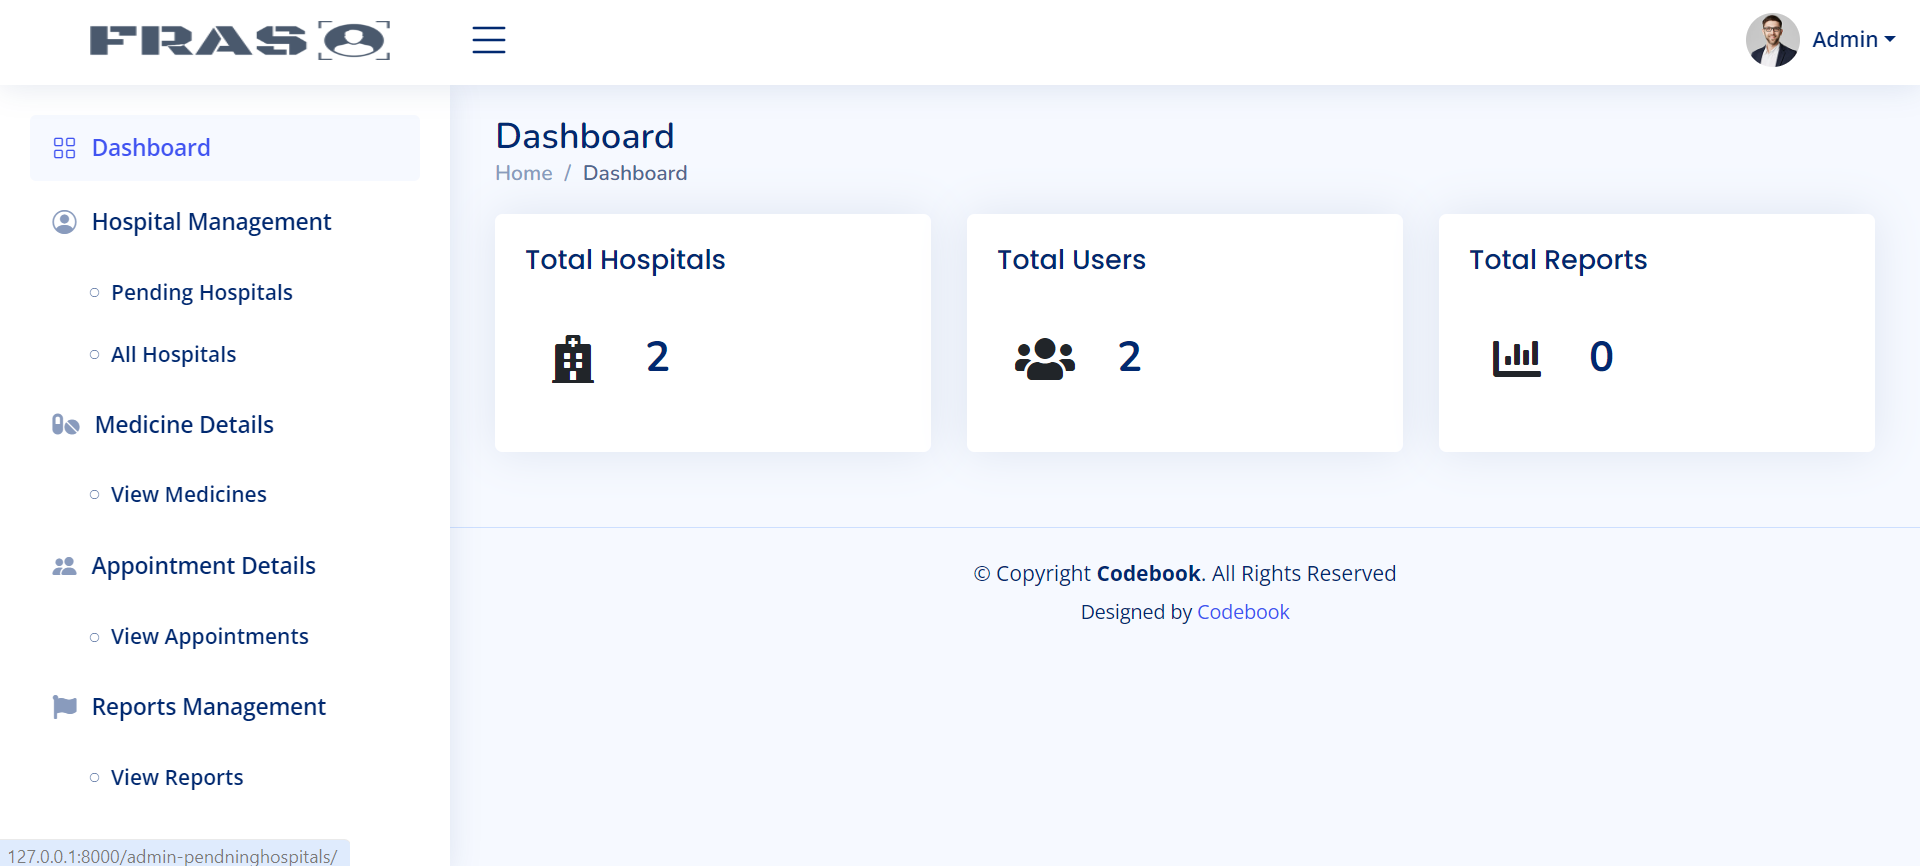 FRAS
Admin
Dashboard
Hospital Management
Pending Hospitals
All Hospitals
Medicine Details
View Medicines
Appointment Details
View Appointments
Reports Management
View Reports
Dashboard
Home / Dashboard
Total Hospitals
2
Total Users
2
Total Reports
0
© Copyright Codebook. All Rights Reserved
Designed by Codebook
127.0.0.1:8000/admin-pendninghospitals/